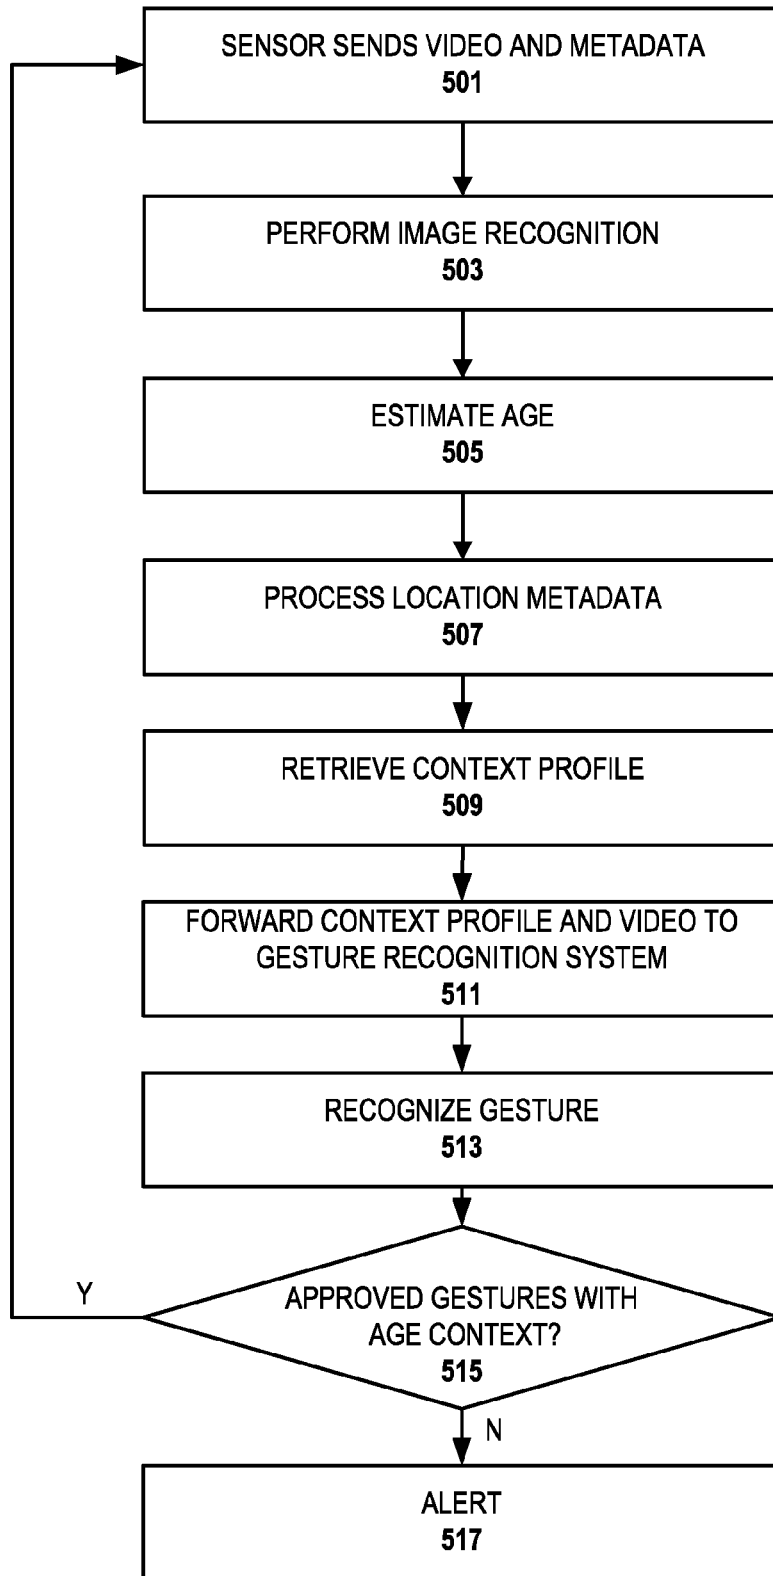 SENSOR SENDS VIDEO AND METADATA
501
PERFORM IMAGE RECOGNITION
503
ESTIMATE AGE
505
PROCESS LOCATION METADATA
507
RETRIEVE CONTEXT PROFILE
509
FORWARD CONTEXT PROFILE AND VIDEO TO
GESTURE RECOGNITION SYSTEM
511
RECOGNIZE GESTURE
513
Y
APPROVED GESTURES WITH
AGE CONTEXT?
515
N
ALERT
517